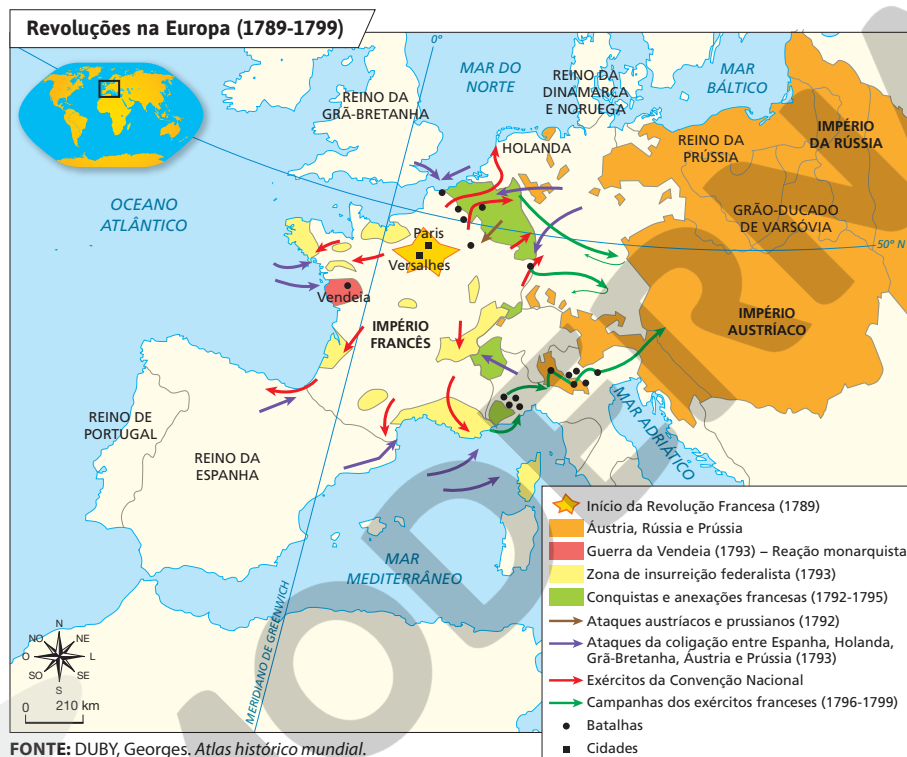 Revoluções na Europa (1789-1799)
0°
MAR DO
NORTE
MAR
BÁLTICO
REINO DA
DINAMARCA
E NORUEGA
REINO DA
GRÃ-BRETANHA
IMPÉRIO
DA RÚSSIA
REINO DA
PRÚSSIA
HOLANDA
OCEANO
ATLÂNTICO
GRÃO-DUCADO
DE VARSÓVIA
50° N
Paris
Versalhes
Vendeia
IMPÉRIO
FRANCÊS
IMPÉRIO
AUSTRÍACO
REINO DE
PORTUGAL
REINO DA
ESPANHA
MAR ADRIÁTICO
MAR
MEDITERRÂNEO
MERIDIANO DE GREENWICH
N
NO
NE
O
L
SO
SE
S
0
210 km
Início da Revolução Francesa (1789)
Áustria, Rússia e Prússia
Guerra da Vendeia (1793) – Reação monarquista
Zona de insurreição federalista (1793)
Conquistas e anexações francesas (1792-1795)
Ataques austríacos e prussianos (1792)
Ataques da coligação entre Espanha, Holanda,
Grã-Bretanha, Áustria e Prússia (1793)
Exércitos da Convenção Nacional
Campanhas dos exércitos franceses (1796-1799)
Batalhas
Cidades
FONTE: DUBY, Georges. Atlas histórico mundial.
MODERNA